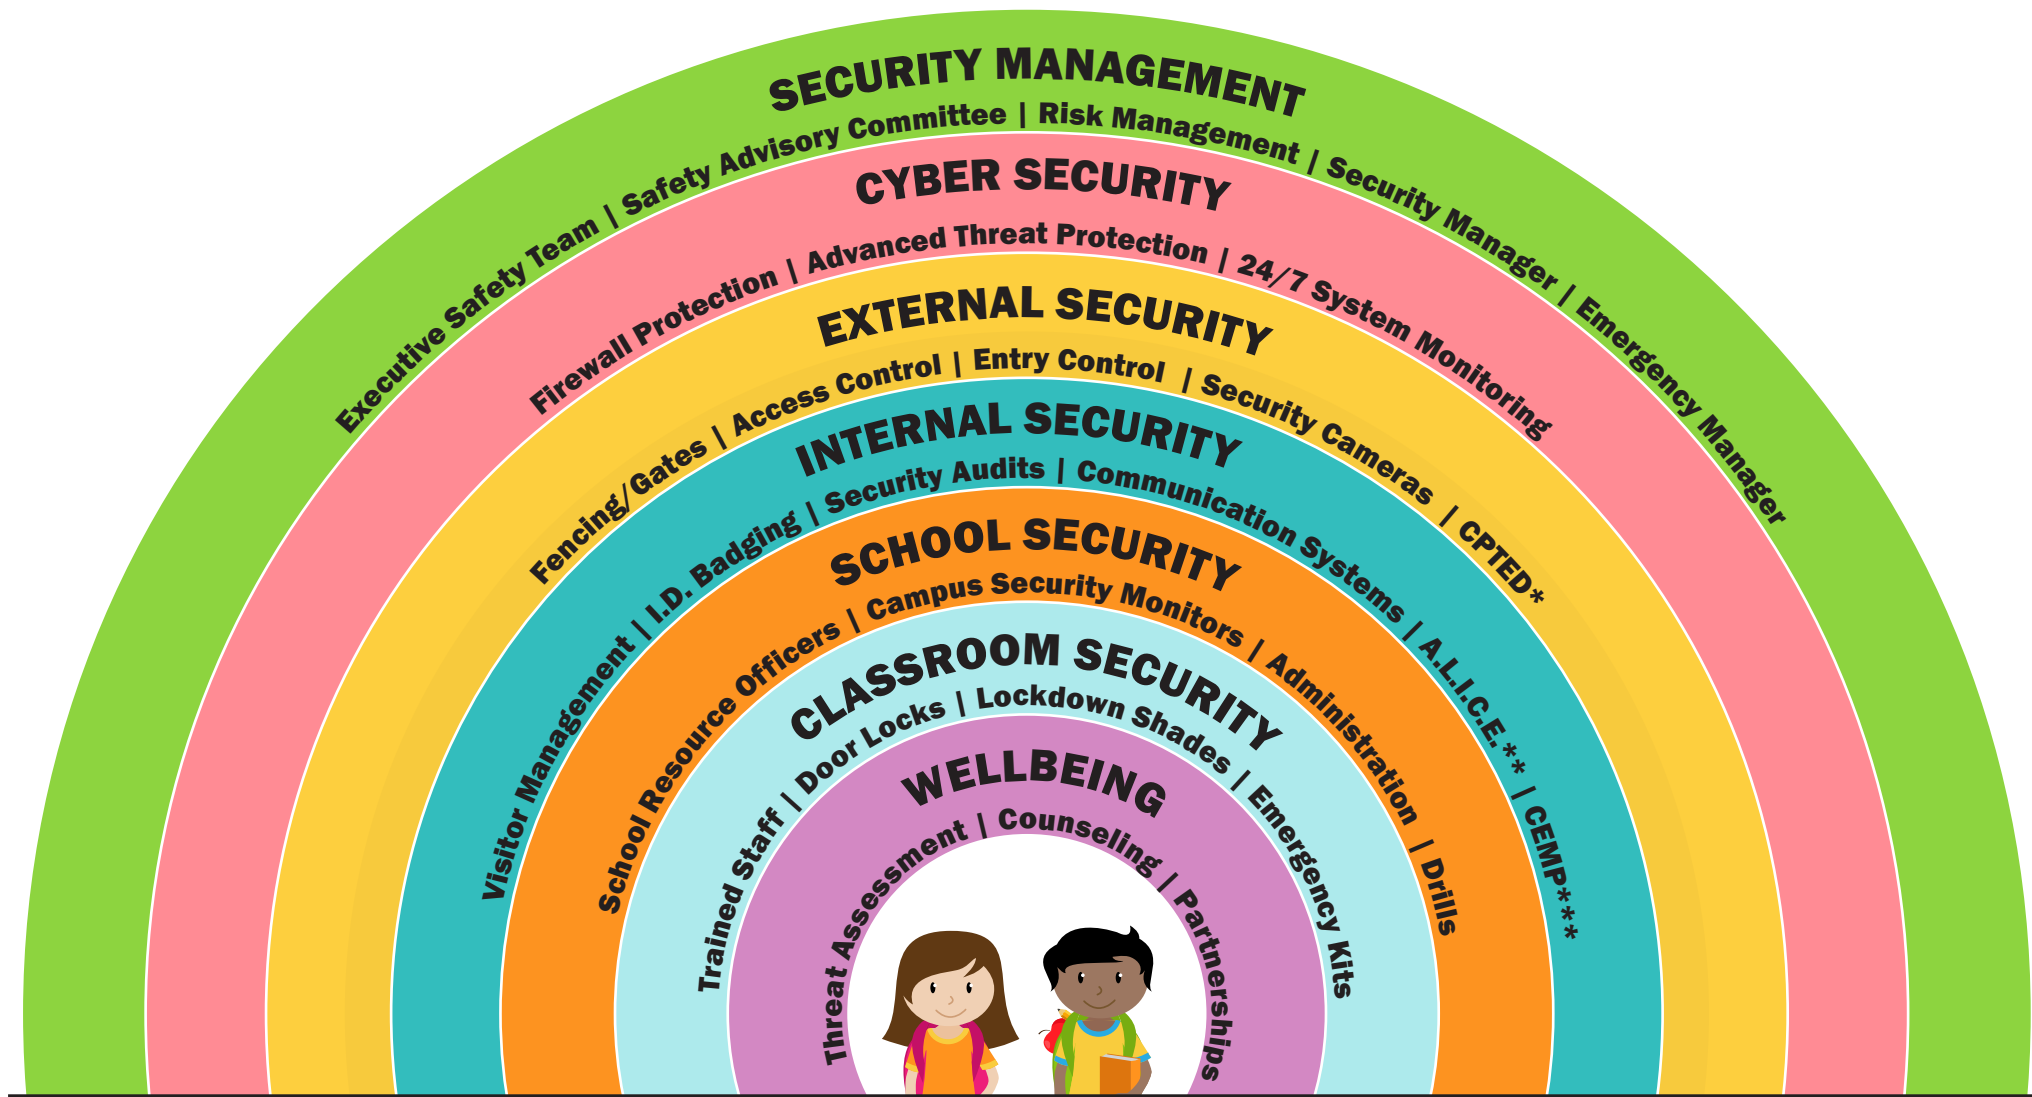 SECURITY MANAGEMENT
Executive Safety Team | Safety Advisory Committee | Risk Management | Security Manager | Emergency Manager
CYBER SECURITY
Firewall Protection | Advanced Threat Protection | 24/7 System Monitoring
EXTERNAL SECURITY
Fencing/Gates | Access Control | Entry Control | Security Cameras | CPTED*
INTERNAL SECURITY
Visitor Management | I.D. Badging | Security Audits | Communication Systems | A.L.I.C.E.** | CEMP***
SCHOOL SECURITY
School Resource Officers | Campus Security Monitors | Administration | Drills
CLASSROOM SECURITY
Trained Staff | Door Locks | Lockdown Shades | Emergency Kits
WELLBEING
Threat Assessment | Counseling | Partnerships